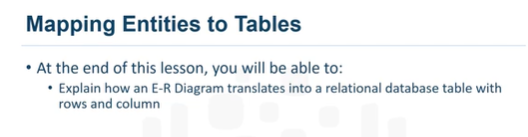 Mapping Entities to Tables
• At the end of this lesson, you will be able to:
• Explain how an E-R Diagram translates into a relational database table with
rows and column